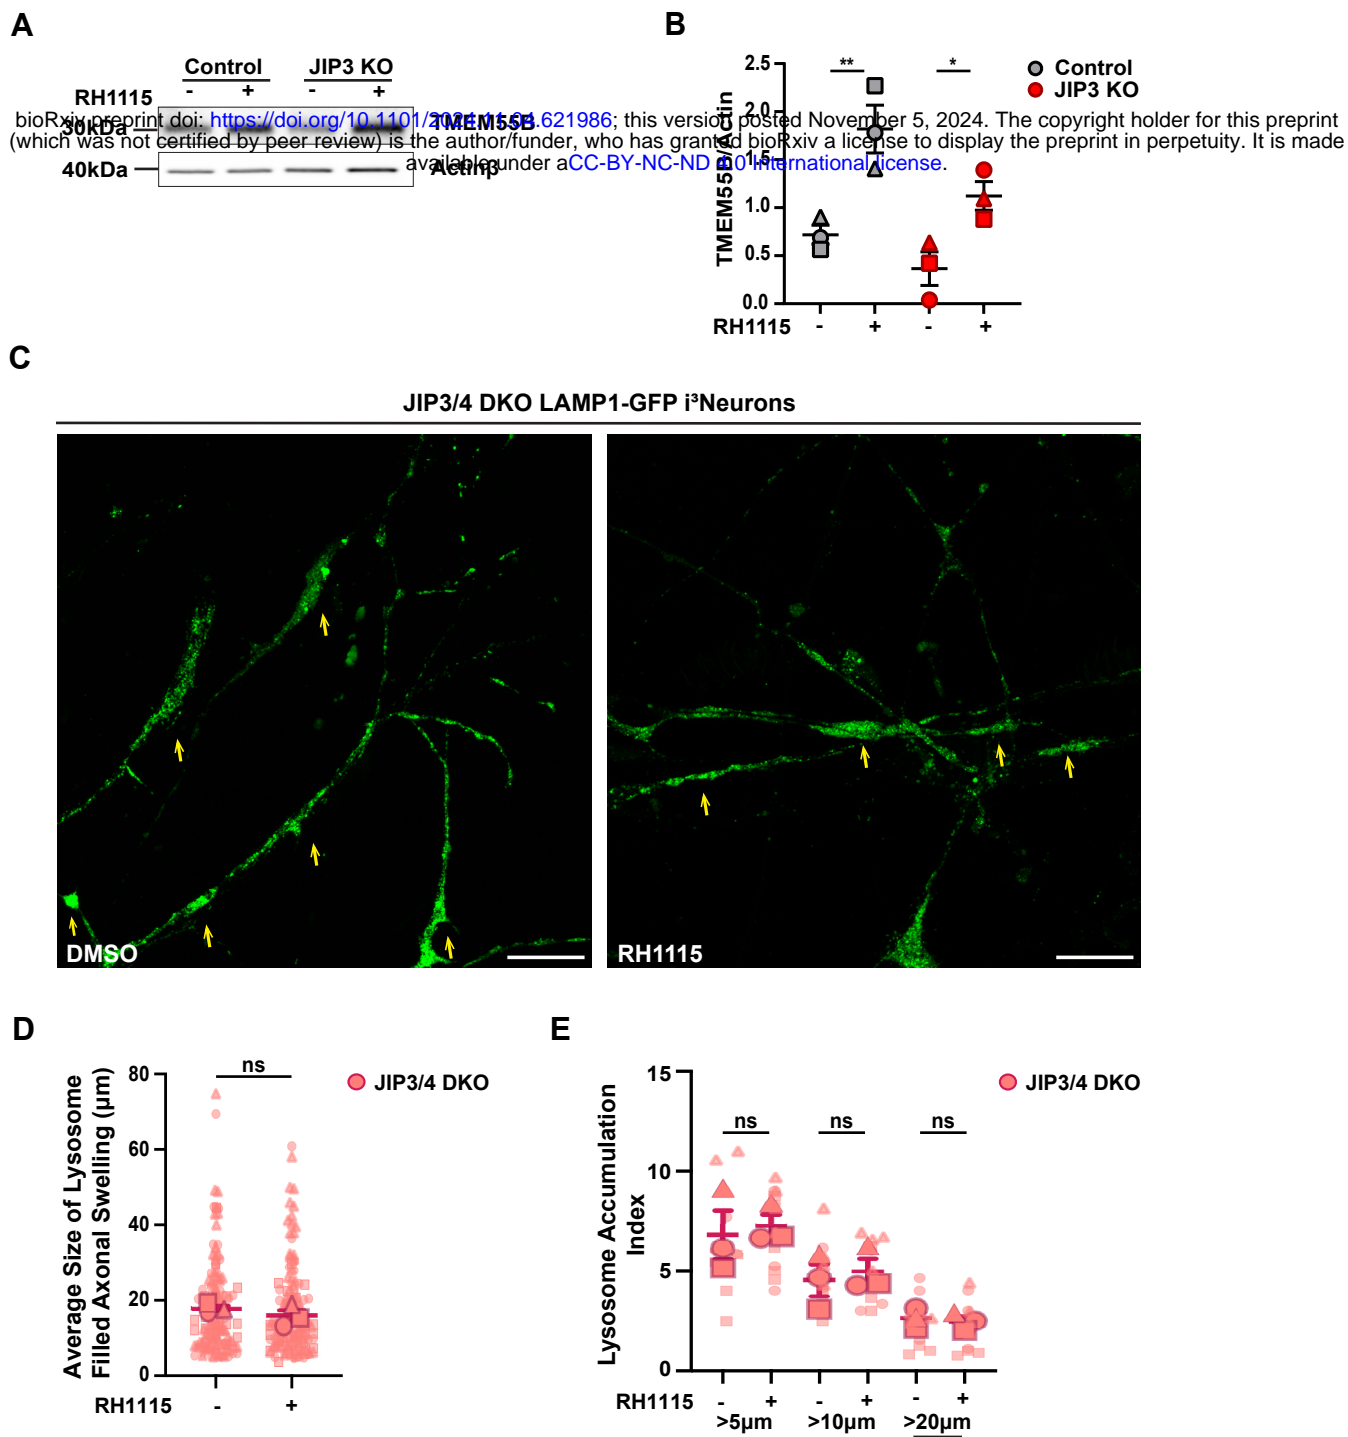 A
Control JIP3 KO
RH1115 - + - +
30kDa TMEM55B
40kDa Actinβ
bioRxiv preprint doi: https://doi.org/10.1101/2024.11.04.621986; this version posted November 5, 2024. The copyright holder for this preprint
(which was not certified by peer review) is the author/funder, who has granted bioRxiv a license to display the preprint in perpetuity. It is made
available under aCC-BY-NC-ND 4.0 International license.
B
TMEM55B/Actin
2.5
2.0
1.5
1.0
0.5
0.0
** *
Control
JIP3 KO
RH1115 - + - +
C
JIP3/4 DKO LAMP1-GFP i³Neurons
DMSO
RH1115
D
Average Size of Lysosome
Filled Axonal Swelling (µm)
80
60
40
20
0
ns
JIP3/4 DKO
RH1115 - +
E
Lysosome Accumulation
Index
15
10
5
0
ns ns ns
JIP3/4 DKO
RH1115 - + - + - +
>5µm >10µm >20µm